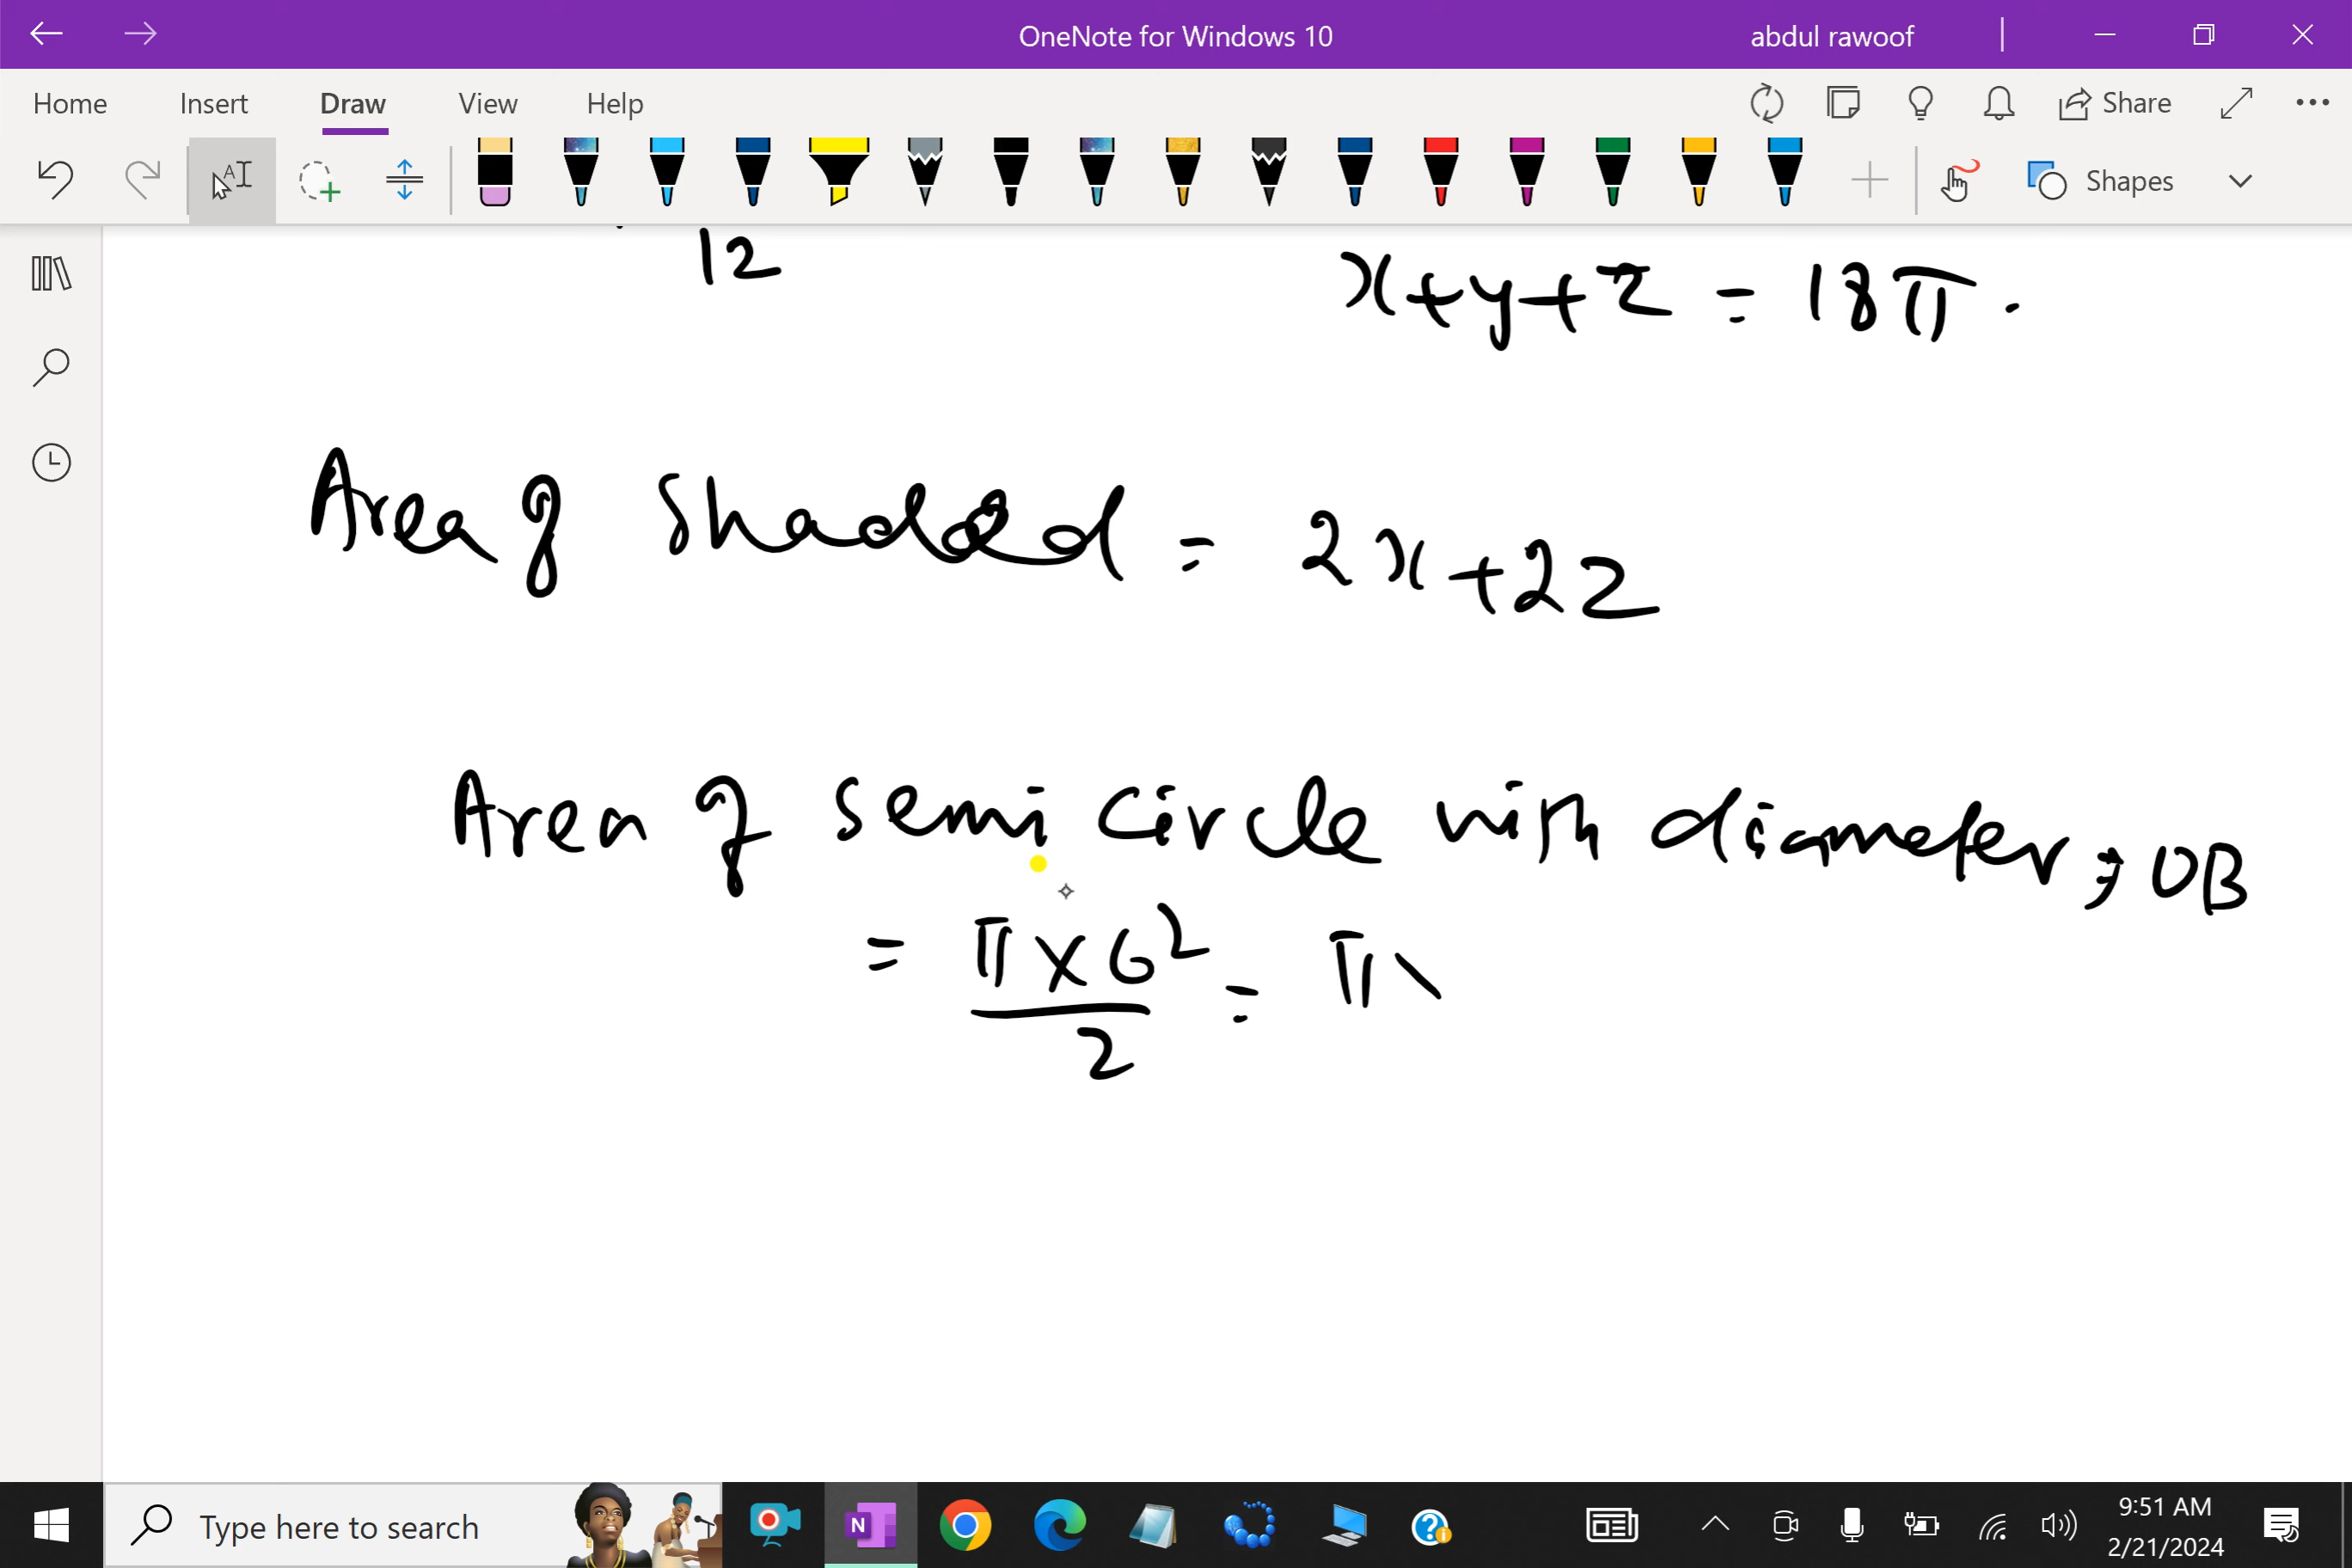 OneNote for Windows 10
abdul rawoof
Home Insert Draw View Help
Share
Shapes
12
x+y+z = 18π.
Area of Shaded = 2x+2z
Area of semi circle with diameter, OB
= π×6²/2 = π\
Type here to search
9:51 AM
2/21/2024